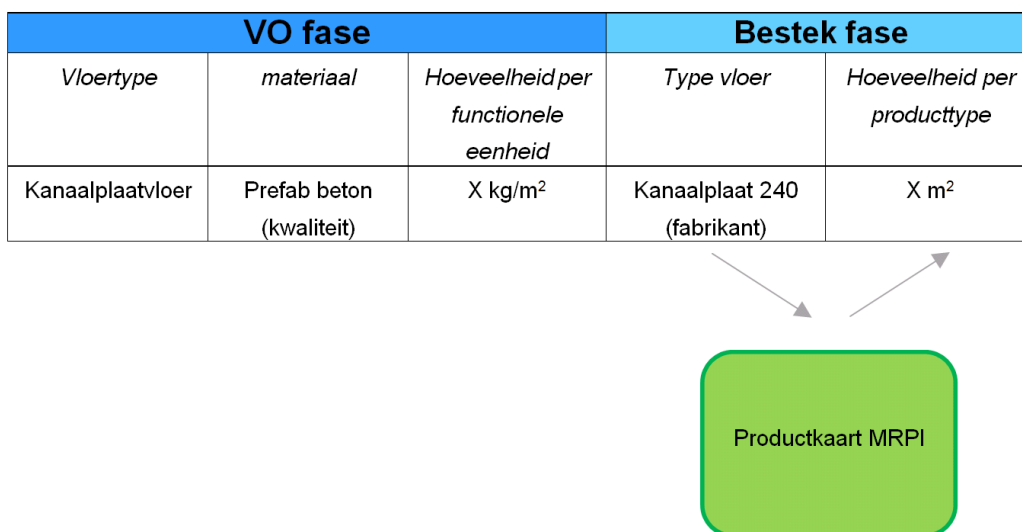 VO fase Bestek fase
Vloertype materiaal Hoeveelheid per functionele eenheid Type vloer Hoeveelheid per producttype
Kanaalplaatvloer Prefab beton (kwaliteit) X kg/m² Kanaalplaat 240 (fabrikant) X m²
Productkaart MRPI